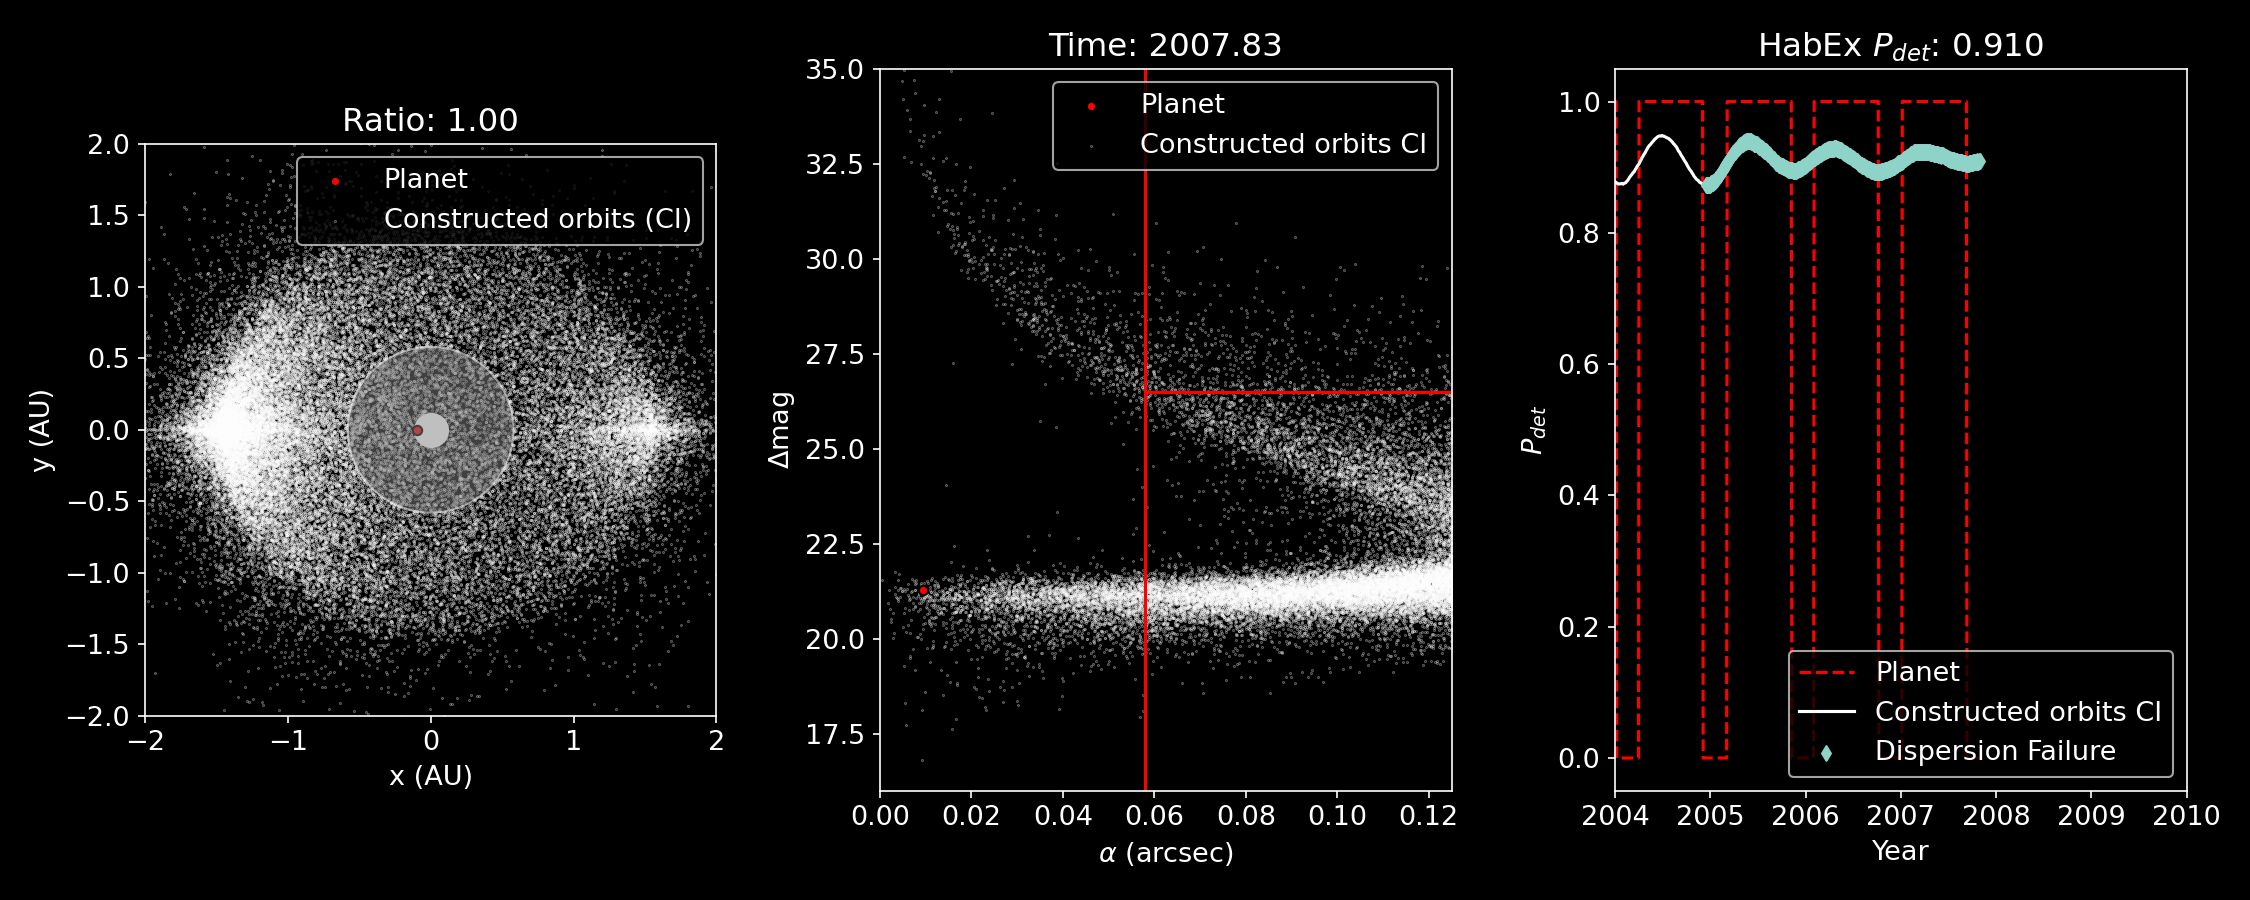 Ratio: 1.00
Planet
Constructed orbits (CI)
2.0
1.5
1.0
0.5
0.0
−0.5
−1.0
−1.5
−2.0
−2
−1
0
1
2
x (AU)
y (AU)
Time: 2007.83
Planet
Constructed orbits CI
35.0
32.5
30.0
27.5
25.0
22.5
20.0
17.5
0.00
0.02
0.04
0.06
0.08
0.10
0.12
α (arcsec)
Δmag
HabEx P_det: 0.910
1.0
0.8
0.6
0.4
0.2
0.0
Planet
Constructed orbits CI
Dispersion Failure
2004
2005
2006
2007
2008
2009
2010
Year
P_det